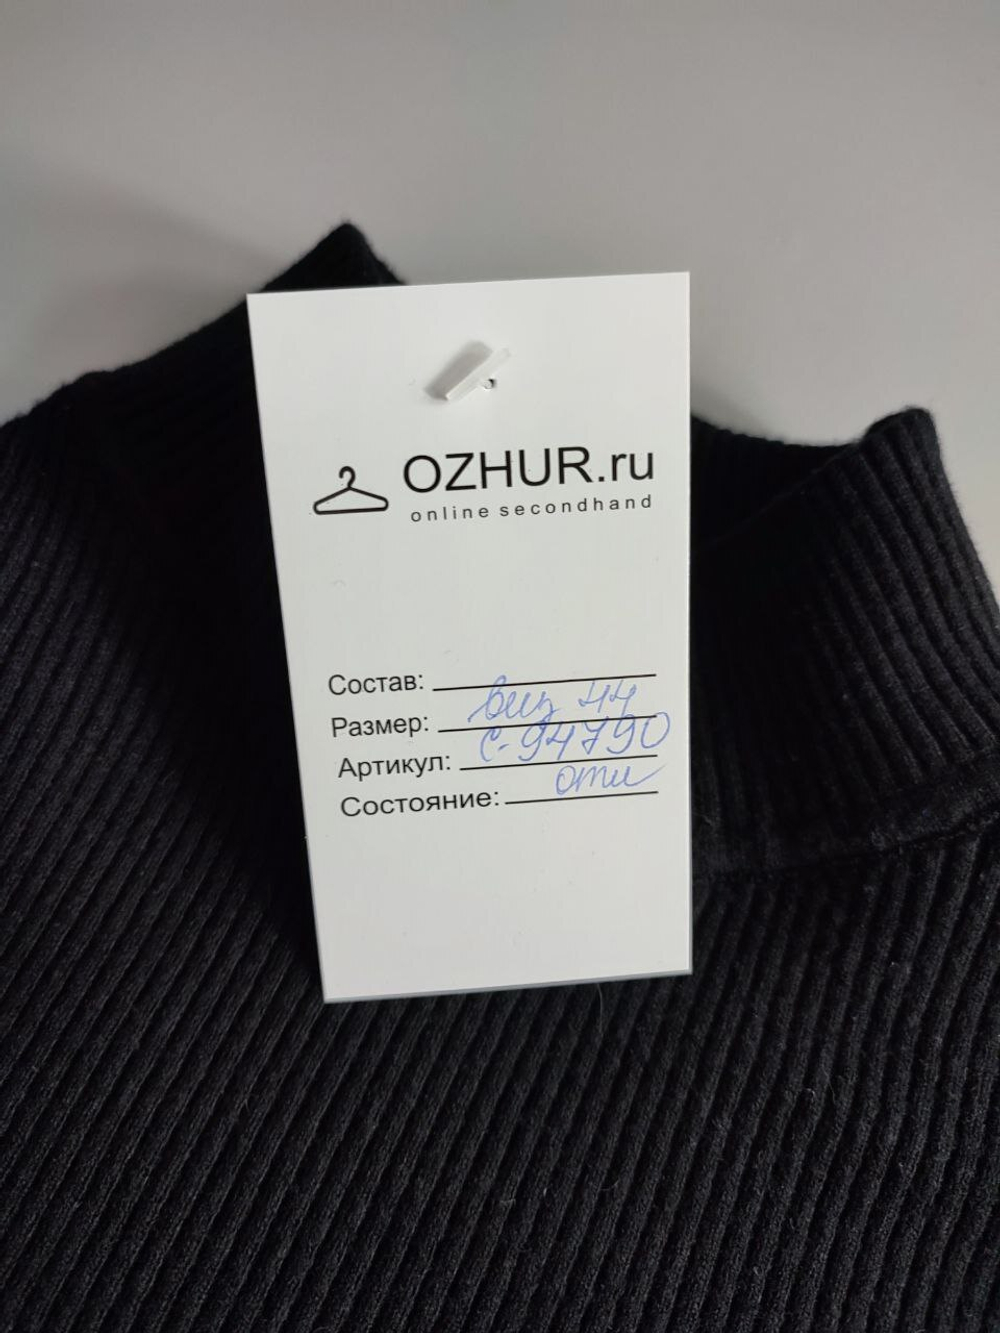 OZHUR.ru
online secondhand
Состав:
Размер: виз 44
Артикул: с-94790
Состояние: отл